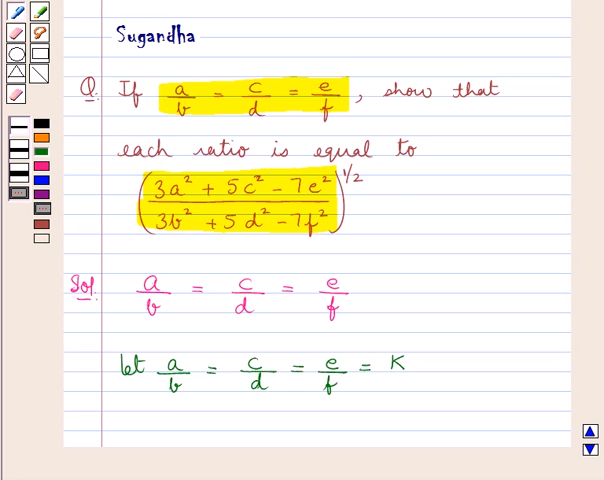 Sugandha
Q. If a/b = c/d = e/f, show that
each ratio is equal to
((3a² + 5c² - 7e²)/(3b² + 5d² - 7f²))^1/2
Sol. a/b = c/d = e/f
let a/b = c/d = e/f = K